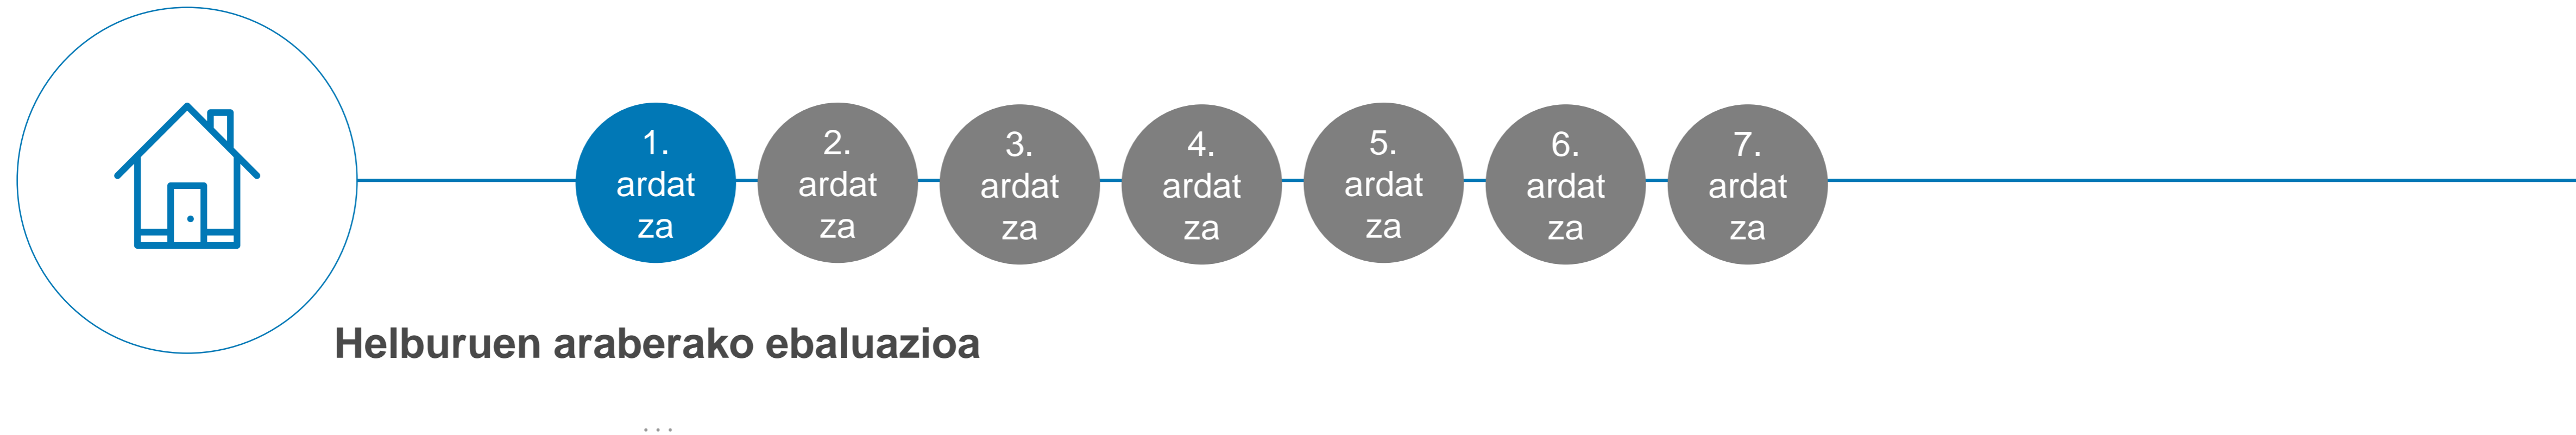 1.
ardat
za
2.
ardat
za
3.
ardat
za
4.
ardat
za
5.
ardat
za
6.
ardat
za
7.
ardat
za
Helburuen araberako ebaluazioa
...